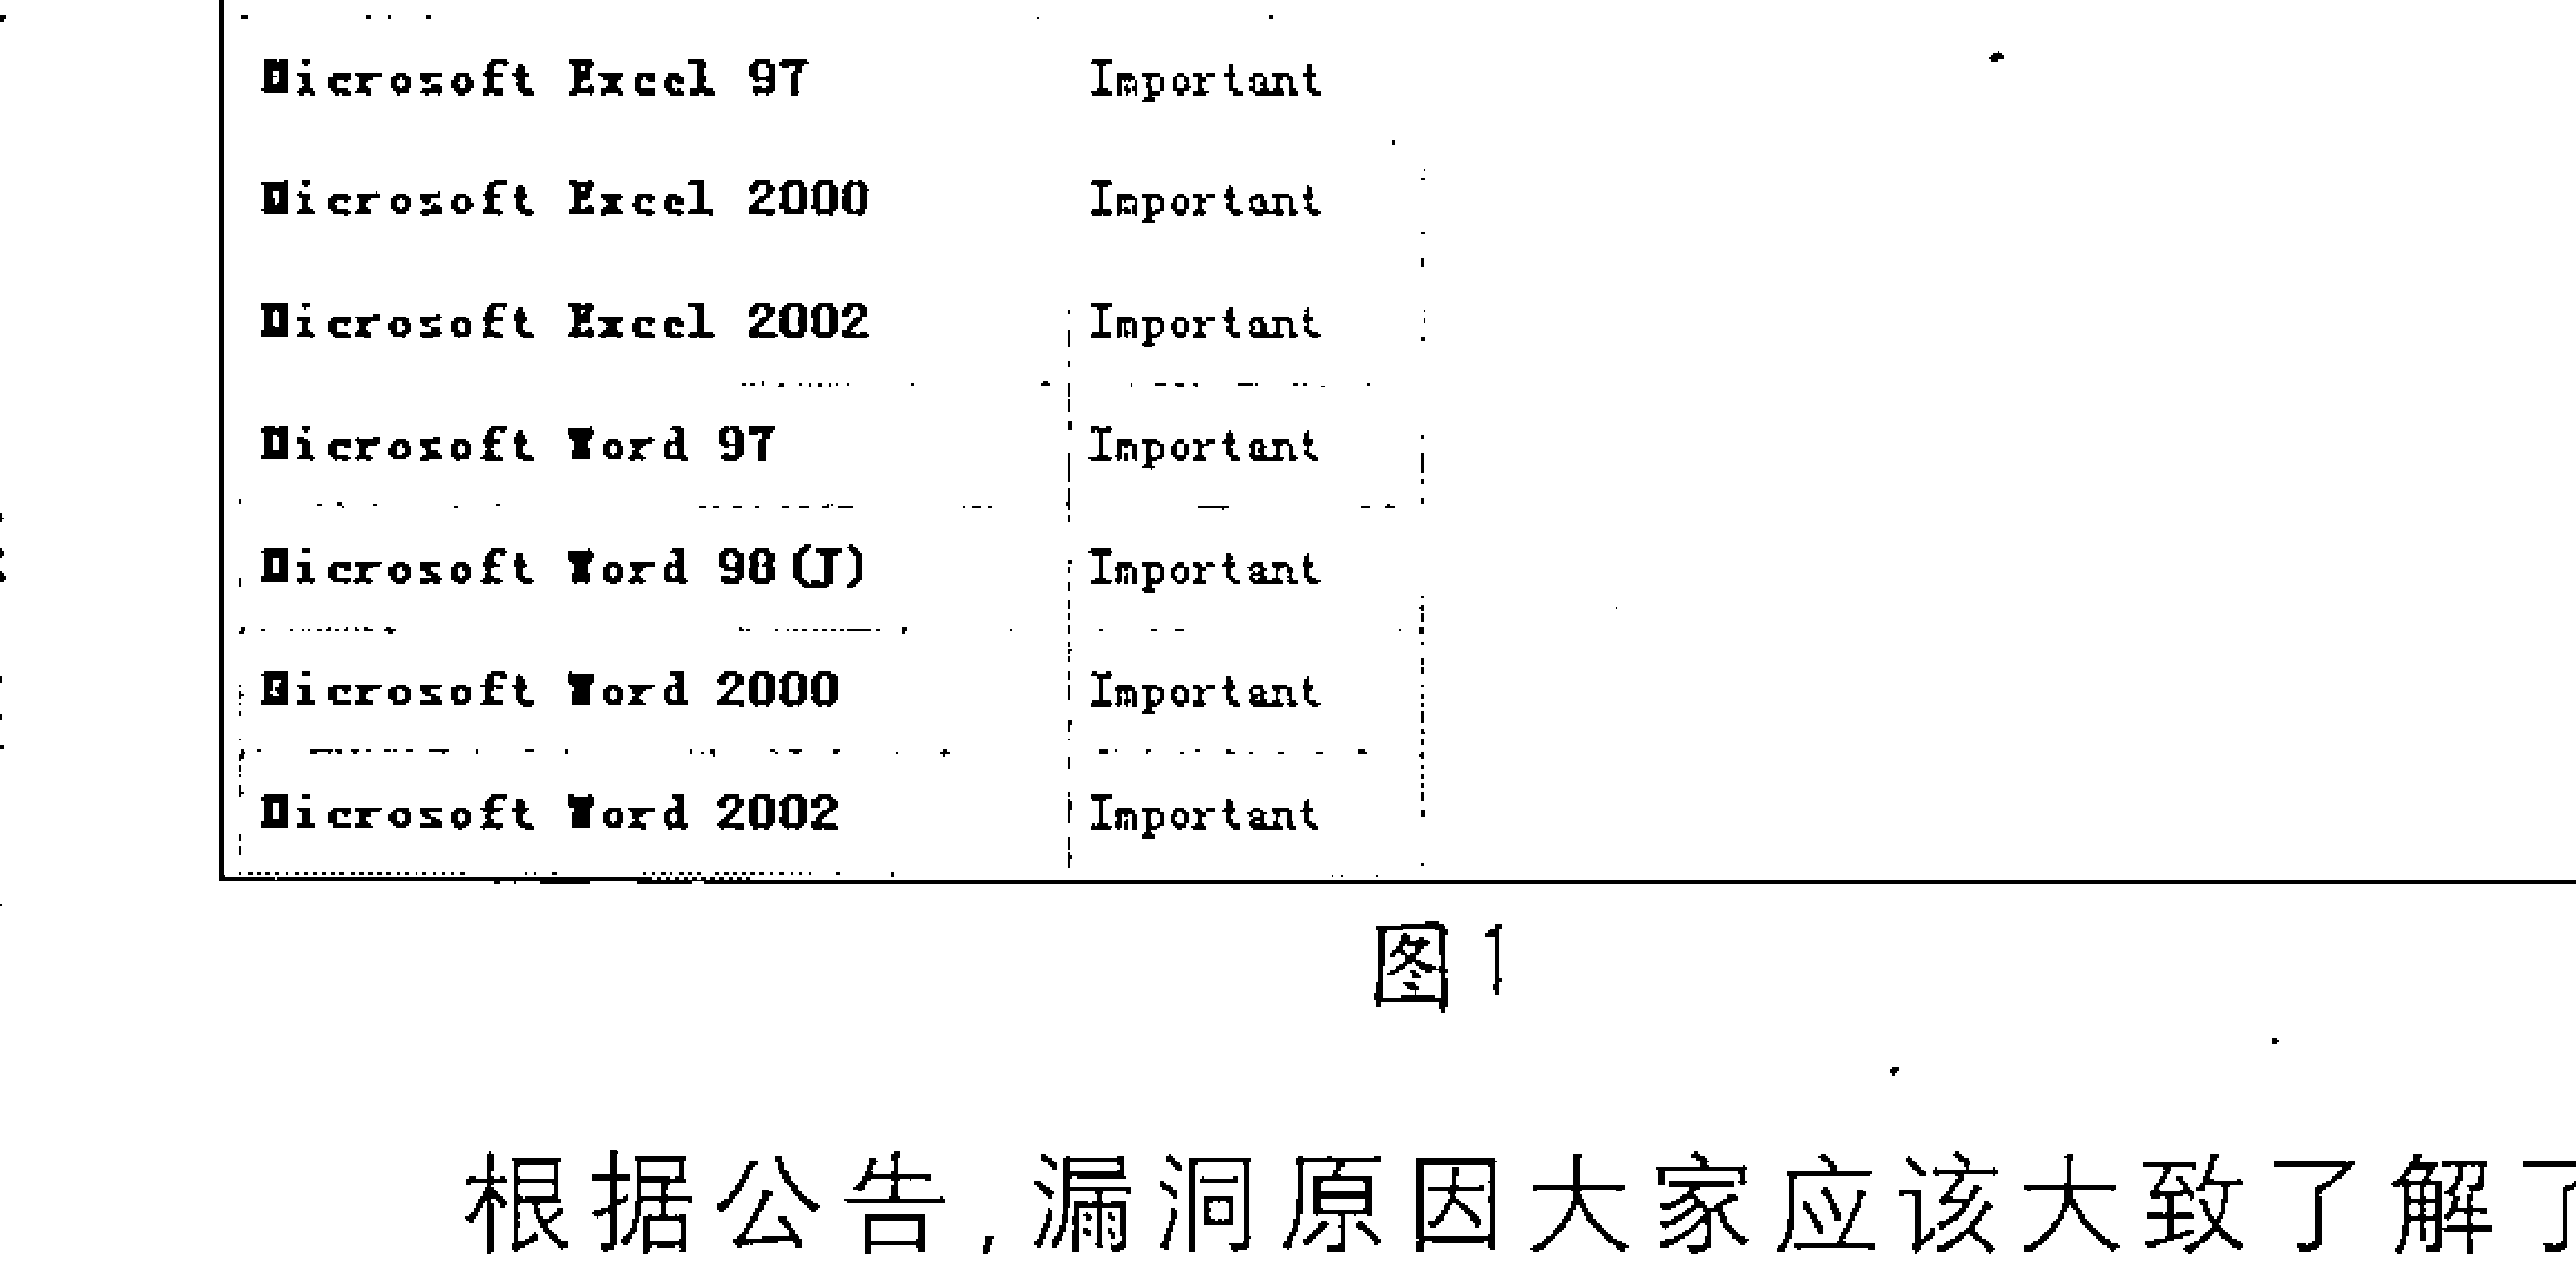 Microsoft Excel 97 Important
Microsoft Excel 2000 Important
Microsoft Excel 2002 Important
Microsoft Word 97 Important
Microsoft Word 98(J) Important
Microsoft Word 2000 Important
Microsoft Word 2002 Important
图1
根据公告,漏洞原因大家应该大致了解了